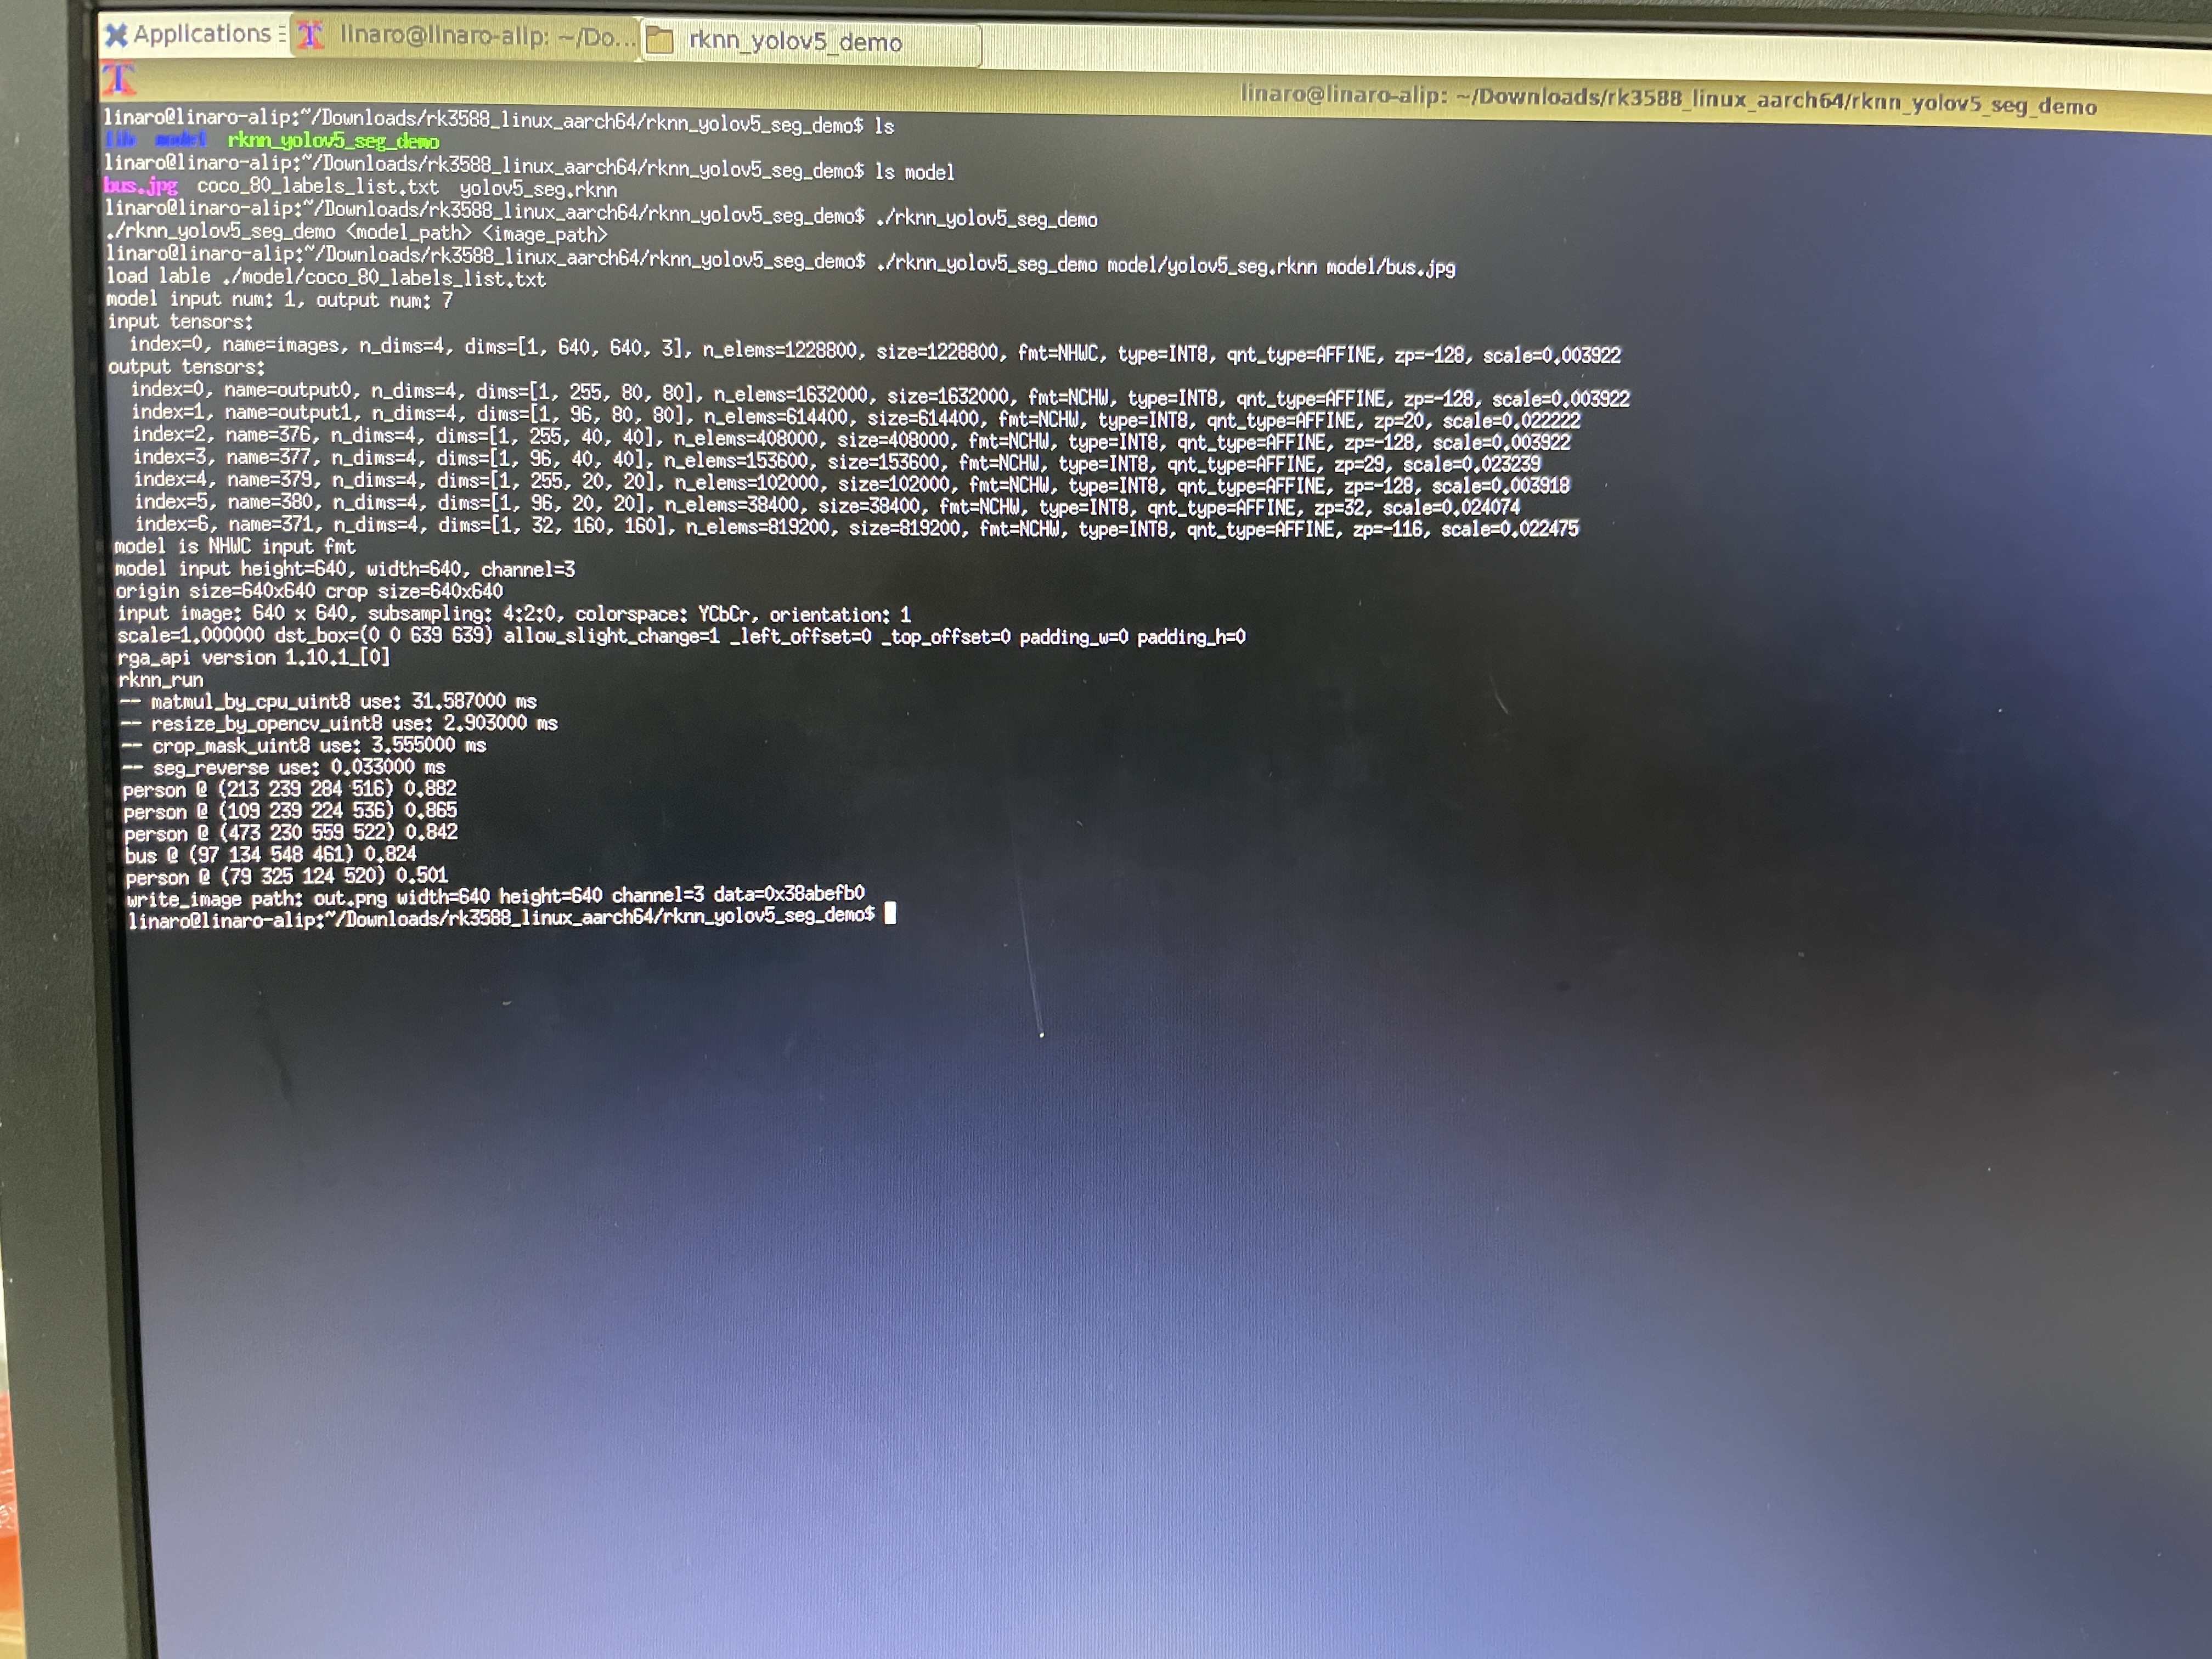 Applications
linaro@linaro-alip: ~/Do...
rknn_yolov5_demo
linaro@linaro-alip: ~/Downloads/rk3588_linux_aarch64/rknn_yolov5_seg_demo
linaro@linaro-alip:~/Downloads/rk3588_linux_aarch64/rknn_yolov5_seg_demo$ ls
lib model rknn_yolov5_seg_demo
linaro@linaro-alip:~/Downloads/rk3588_linux_aarch64/rknn_yolov5_seg_demo$ ls model
bus.jpg coco_80_labels_list.txt yolov5_seg.rknn
linaro@linaro-alip:~/Downloads/rk3588_linux_aarch64/rknn_yolov5_seg_demo$ ./rknn_yolov5_seg_demo
./rknn_yolov5_seg_demo <model_path> <image_path>
linaro@linaro-alip:~/Downloads/rk3588_linux_aarch64/rknn_yolov5_seg_demo$ ./rknn_yolov5_seg_demo model/yolov5_seg.rknn model/bus.jpg
load lable ./model/coco_80_labels_list.txt
model input num: 1, output num: 7
input tensors:
index=0, name=images, n_dims=4, dims=[1, 640, 640, 3], n_elems=1228800, size=1228800, fmt=NHWC, type=INT8, qnt_type=AFFINE, zp=-128, scale=0.003922
output tensors:
index=0, name=output0, n_dims=4, dims=[1, 255, 80, 80], n_elems=1632000, size=1632000, fmt=NCHW, type=INT8, qnt_type=AFFINE, zp=-128, scale=0.003922
index=1, name=output1, n_dims=4, dims=[1, 96, 80, 80], n_elems=614400, size=614400, fmt=NCHW, type=INT8, qnt_type=AFFINE, zp=20, scale=0.022222
index=2, name=376, n_dims=4, dims=[1, 255, 40, 40], n_elems=408000, size=408000, fmt=NCHW, type=INT8, qnt_type=AFFINE, zp=-128, scale=0.003922
index=3, name=377, n_dims=4, dims=[1, 96, 40, 40], n_elems=153600, size=153600, fmt=NCHW, type=INT8, qnt_type=AFFINE, zp=29, scale=0.023239
index=4, name=379, n_dims=4, dims=[1, 255, 20, 20], n_elems=102000, size=102000, fmt=NCHW, type=INT8, qnt_type=AFFINE, zp=-128, scale=0.003918
index=5, name=380, n_dims=4, dims=[1, 96, 20, 20], n_elems=38400, size=38400, fmt=NCHW, type=INT8, qnt_type=AFFINE, zp=32, scale=0.024074
index=6, name=371, n_dims=4, dims=[1, 32, 160, 160], n_elems=819200, size=819200, fmt=NCHW, type=INT8, qnt_type=AFFINE, zp=-116, scale=0.022475
model is NHWC input fmt
model input height=640, width=640, channel=3
origin size=640x640 crop size=640x640
input image: 640 x 640, subsampling: 4:2:0, colorspace: YCbCr, orientation: 1
scale=1.000000 dst_box=(0 0 639 639) allow_slight_change=1 _left_offset=0 _top_offset=0 padding_w=0 padding_h=0
rga_api version 1.10.1_[0]
rknn_run
-- matmul_by_cpu_uint8 use: 31.587000 ms
-- resize_by_opencv_uint8 use: 2.903000 ms
-- crop_mask_uint8 use: 3.555000 ms
-- seg_reverse use: 0.033000 ms
person @ (213 239 284 516) 0.882
person @ (109 239 224 536) 0.865
person @ (473 230 559 522) 0.842
bus @ (97 134 548 461) 0.824
person @ (79 325 124 520) 0.501
write_image path: out.png width=640 height=640 channel=3 data=0x38abefb0
linaro@linaro-alip:~/Downloads/rk3588_linux_aarch64/rknn_yolov5_seg_demo$